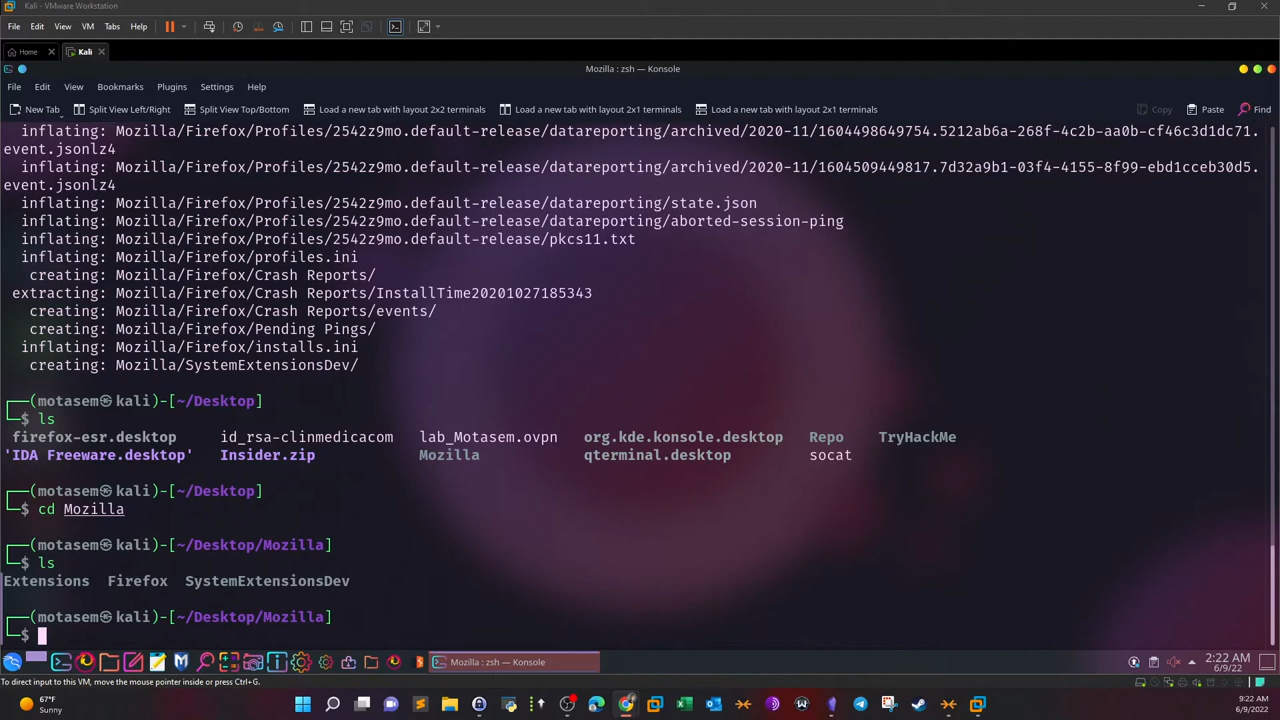 Kali - VMware Workstation
File Edit View VM Tabs Help
Home Kali
Mozilla : zsh — Konsole
File Edit View Bookmarks Plugins Settings Help
New Tab Split View Left/Right Split View Top/Bottom Load a new tab with layout 2x2 terminals Load a new tab with layout 2x1 terminals Load a new tab with layout 2x1 terminals Copy Paste Find
inflating: Mozilla/Firefox/Profiles/2542z9mo.default-release/datareporting/archived/2020-11/1604498649754.5212ab6a-268f-4c2b-aa0b-cf46c3d1dc71.
event.jsonlz4
inflating: Mozilla/Firefox/Profiles/2542z9mo.default-release/datareporting/archived/2020-11/1604509449817.7d32a9b1-03f4-4155-8f99-ebd1cceb30d5.
event.jsonlz4
inflating: Mozilla/Firefox/Profiles/2542z9mo.default-release/datareporting/state.json
inflating: Mozilla/Firefox/Profiles/2542z9mo.default-release/datareporting/aborted-session-ping
inflating: Mozilla/Firefox/Profiles/2542z9mo.default-release/pkcs11.txt
inflating: Mozilla/Firefox/profiles.ini
creating: Mozilla/Firefox/Crash Reports/
extracting: Mozilla/Firefox/Crash Reports/InstallTime20201027185343
creating: Mozilla/Firefox/Crash Reports/events/
creating: Mozilla/Firefox/Pending Pings/
inflating: Mozilla/Firefox/installs.ini
creating: Mozilla/SystemExtensionsDev/
┌──(motasem㉿kali)-[~/Desktop]
└─$ ls
firefox-esr.desktop id_rsa-clinmedicacom lab_Motasem.ovpn org.kde.konsole.desktop Repo TryHackMe
'IDA Freeware.desktop' Insider.zip Mozilla qterminal.desktop socat
┌──(motasem㉿kali)-[~/Desktop]
└─$ cd Mozilla
┌──(motasem㉿kali)-[~/Desktop/Mozilla]
└─$ ls
Extensions Firefox SystemExtensionsDev
┌──(motasem㉿kali)-[~/Desktop/Mozilla]
└─$
Mozilla : zsh — Konsole 2:22 AM
6/9/22
To direct input to this VM, move the mouse pointer inside or press Ctrl+G.
67°F
Sunny
9:22 AM
6/9/2022